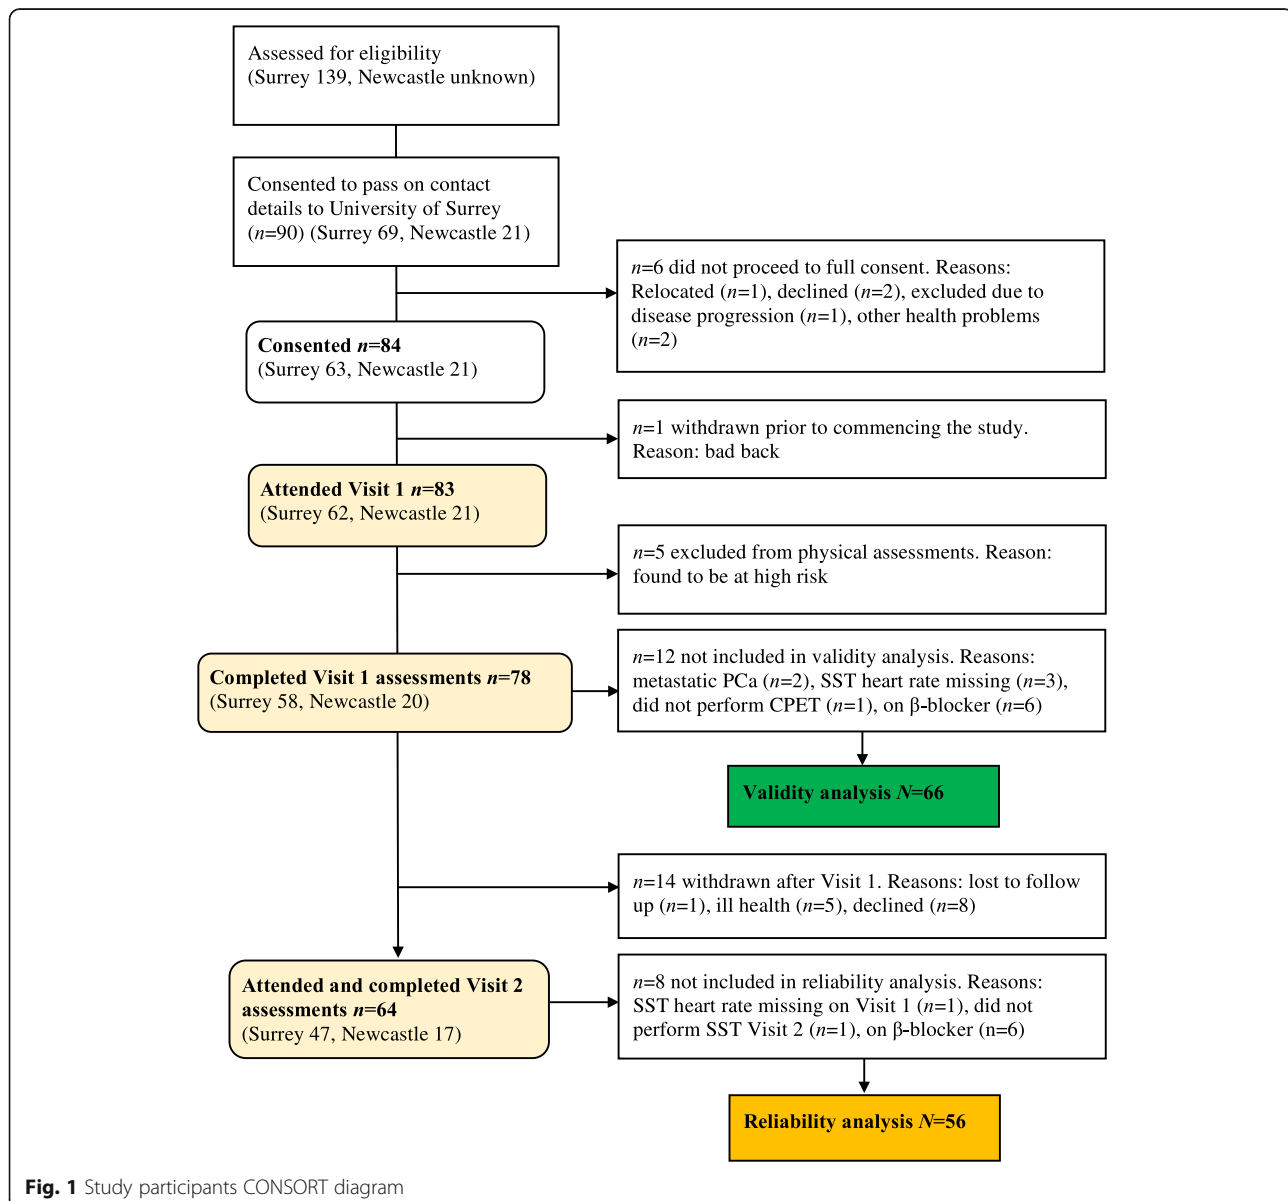 Assessed for eligibility
(Surrey 139, Newcastle unknown)
Consented to pass on contact
details to University of Surrey
(n=90) (Surrey 69, Newcastle 21)
n=6 did not proceed to full consent. Reasons:
Relocated (n=1), declined (n=2), excluded due to
disease progression (n=1), other health problems
(n=2)
Consented n=84
(Surrey 63, Newcastle 21)
n=1 withdrawn prior to commencing the study.
Reason: bad back
Attended Visit 1 n=83
(Surrey 62, Newcastle 21)
n=5 excluded from physical assessments. Reason:
found to be at high risk
Completed Visit 1 assessments n=78
(Surrey 58, Newcastle 20)
n=12 not included in validity analysis. Reasons:
metastatic PCa (n=2), SST heart rate missing (n=3),
did not perform CPET (n=1), on β-blocker (n=6)
Validity analysis N=66
n=14 withdrawn after Visit 1. Reasons: lost to follow
up (n=1), ill health (n=5), declined (n=8)
Attended and completed Visit 2
assessments n=64
(Surrey 47, Newcastle 17)
n=8 not included in reliability analysis. Reasons:
SST heart rate missing on Visit 1 (n=1), did not
perform SST Visit 2 (n=1), on β-blocker (n=6)
Reliability analysis N=56
Fig. 1 Study participants CONSORT diagram